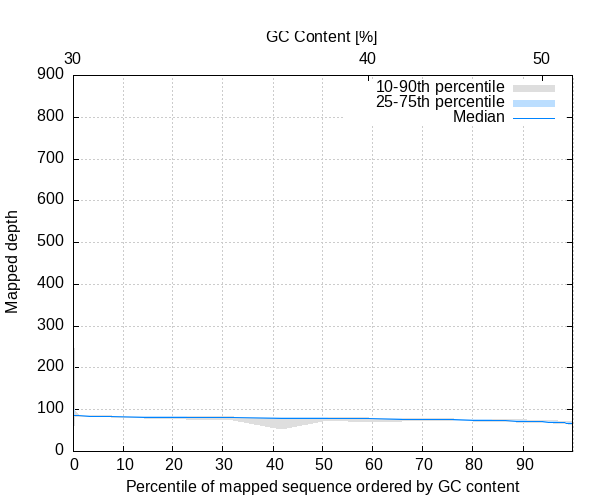 GC Content [%]
30 40 50
900
10-90th percentile
25-75th percentile
Median
800
700
600
500
400
300
200
100
0
Mapped depth
0 10 20 30 40 50 60 70 80 90
Percentile of mapped sequence ordered by GC content